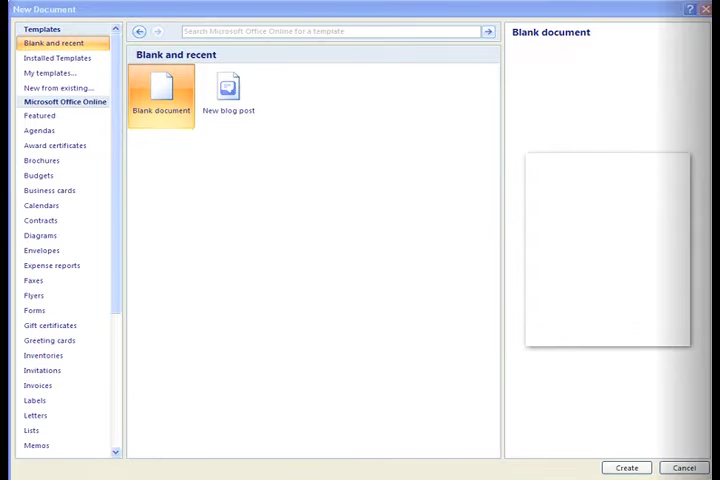 New Document
Templates
Blank and recent
Installed Templates
My templates...
New from existing...
Microsoft Office Online
Featured
Agendas
Award certificates
Brochures
Budgets
Business cards
Calendars
Contracts
Diagrams
Envelopes
Expense reports
Faxes
Flyers
Forms
Gift certificates
Greeting cards
Inventories
Invitations
Invoices
Labels
Letters
Lists
Memos
Search Microsoft Office Online for a template
Blank and recent
Blank document
New blog post
Blank document
Create
Cancel